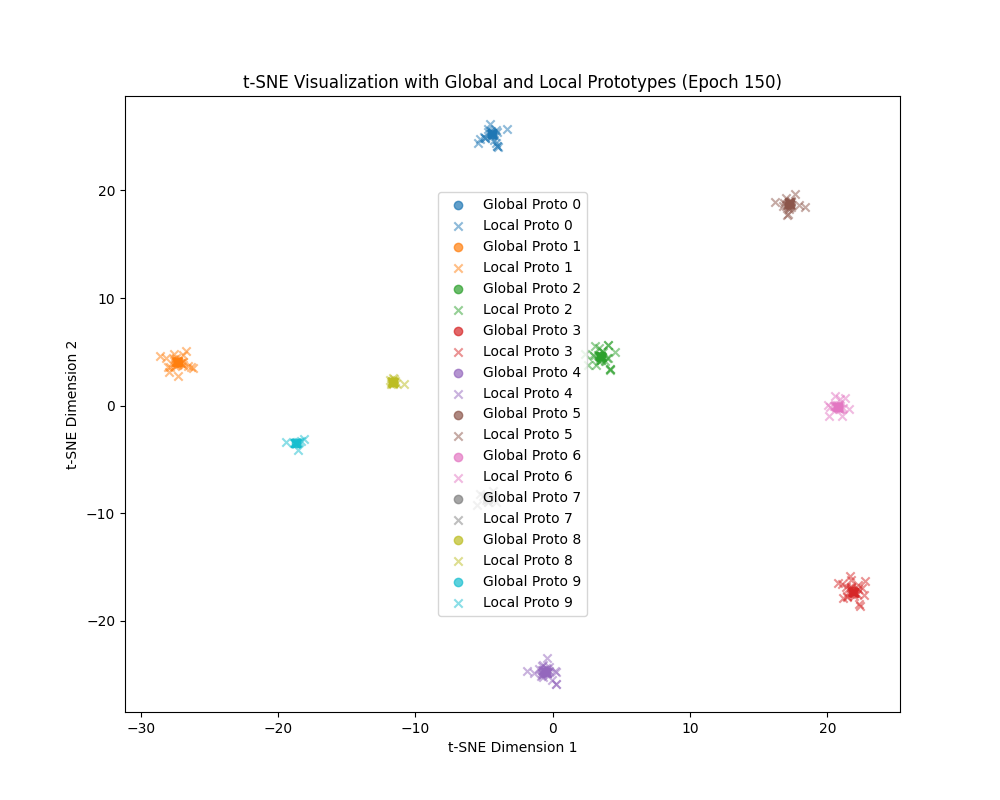 t-SNE Visualization with Global and Local Prototypes (Epoch 150)
t-SNE Dimension 2
20
10
0
−10
−20
Global Proto 0
Local Proto 0
Global Proto 1
Local Proto 1
Global Proto 2
Local Proto 2
Global Proto 3
Local Proto 3
Global Proto 4
Local Proto 4
Global Proto 5
Local Proto 5
Global Proto 6
Local Proto 6
Global Proto 7
Local Proto 7
Global Proto 8
Local Proto 8
Global Proto 9
Local Proto 9
−30
−20
−10
0
10
20
t-SNE Dimension 1